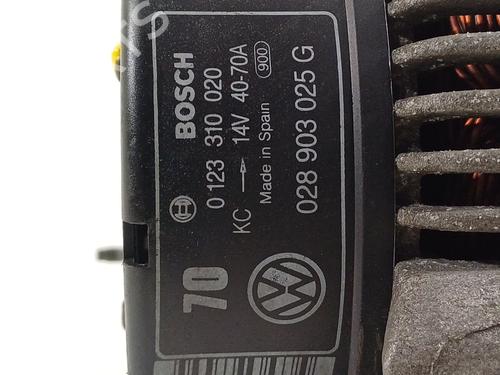 BOSCH
0 123 310 020
KC → 14V 40-70A
Made in Spain 900
028 903 025 G
70